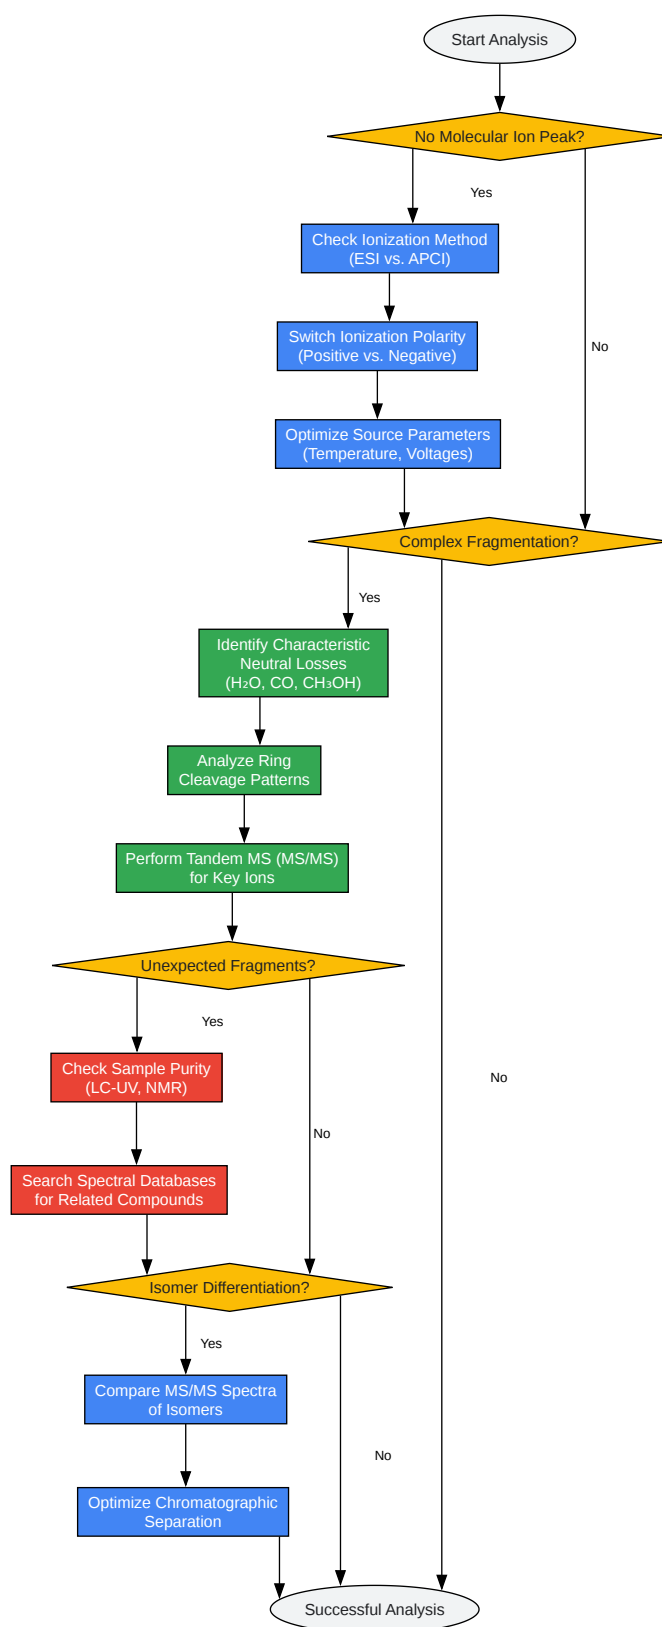 Start Analysis
No Molecular Ion Peak?
Yes
Check Ionization Method
(ESI vs. APCI)
Switch Ionization Polarity
(Positive vs. Negative)
No
Optimize Source Parameters
(Temperature, Voltages)
Complex Fragmentation?
Yes
Identify Characteristic
Neutral Losses
(H₂O, CO, CH₃OH)
Analyze Ring
Cleavage Patterns
Perform Tandem MS (MS/MS)
for Key Ions
Unexpected Fragments?
Yes
Check Sample Purity
(LC-UV, NMR)
No
No
Search Spectral Databases
for Related Compounds
Isomer Differentiation?
Yes
Compare MS/MS Spectra
of Isomers
No
Optimize Chromatographic
Separation
Successful Analysis